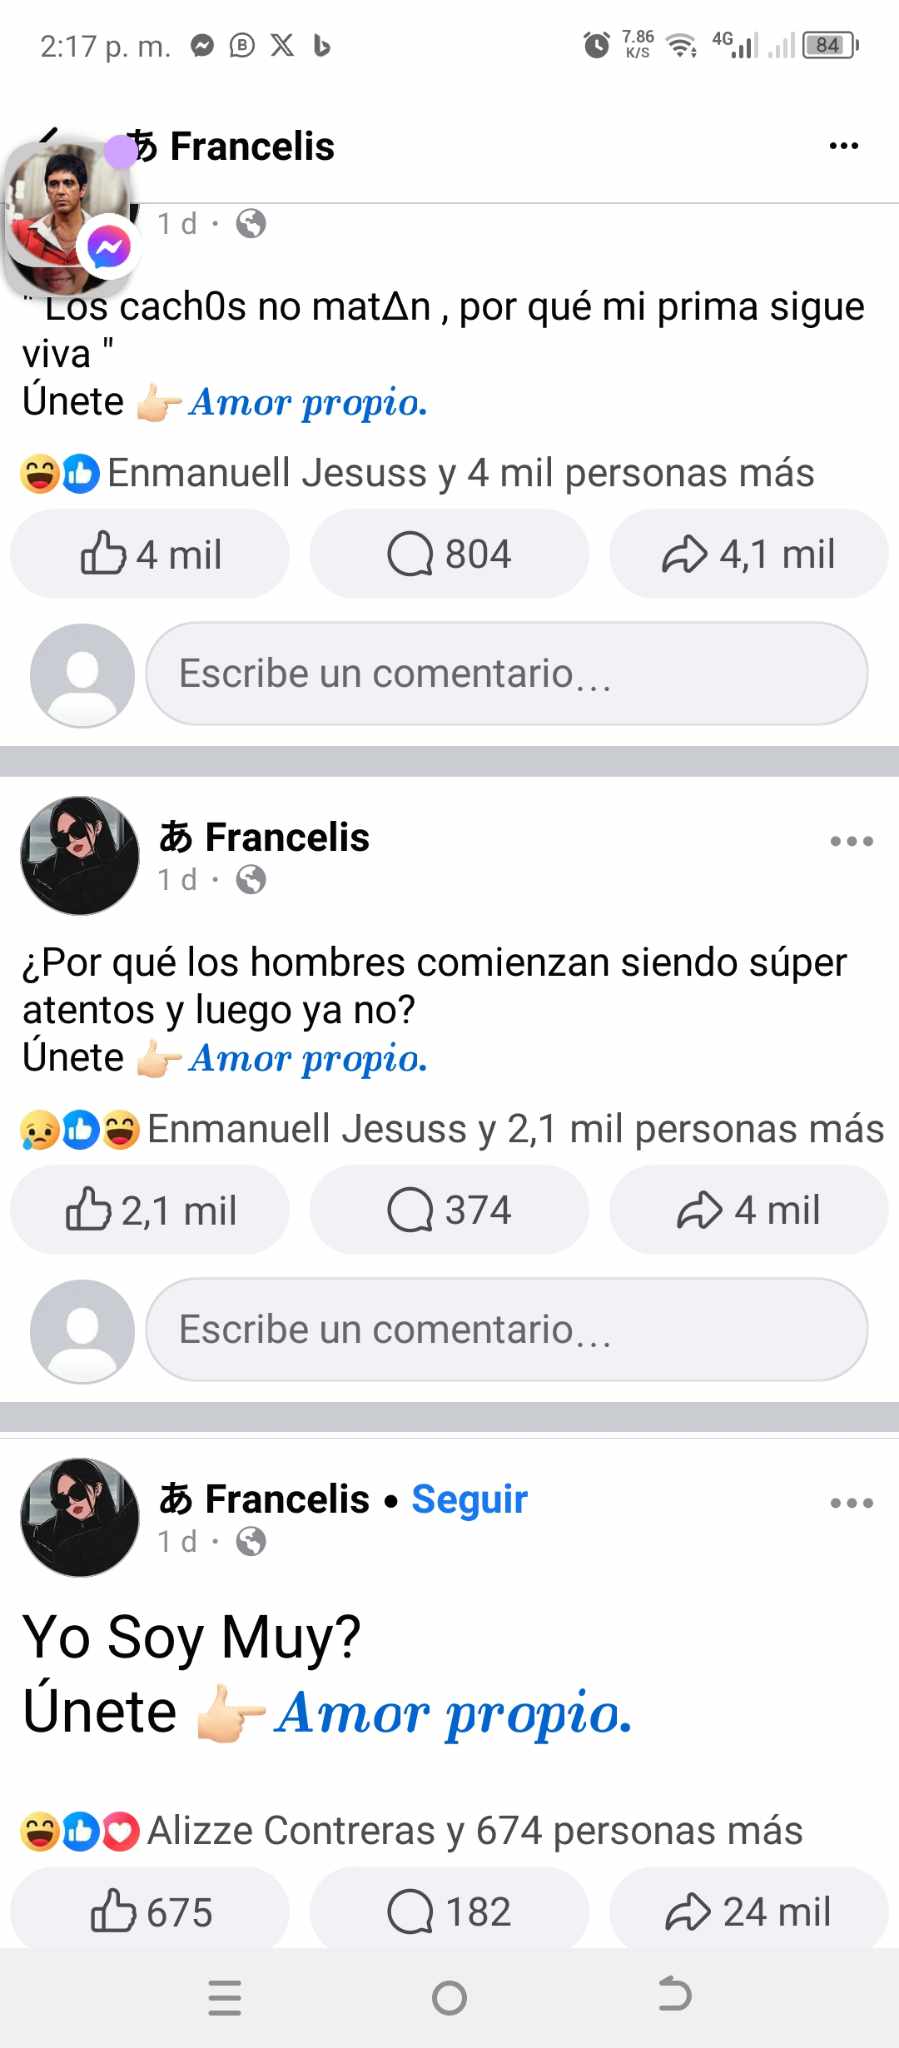 2:17 p. m.
7.86 K/S
4G
84
あ Francelis
1 d ·
" Los cach0s no matΔn , por qué mi prima sigue
viva "
Únete 👉🏻 Amor propio.
Enmanuell Jesuss y 4 mil personas más
4 mil
804
4,1 mil
Escribe un comentario...
あ Francelis
1 d ·
¿Por qué los hombres comienzan siendo súper
atentos y luego ya no?
Únete 👉🏻 Amor propio.
Enmanuell Jesuss y 2,1 mil personas más
2,1 mil
374
4 mil
Escribe un comentario...
あ Francelis • Seguir
1 d ·
Yo Soy Muy?
Únete 👉🏻 Amor propio.
Alizze Contreras y 674 personas más
675
182
24 mil